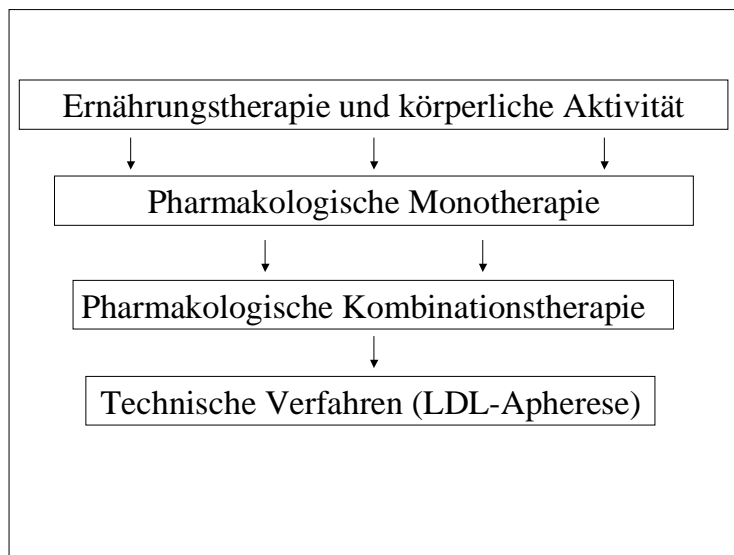 Ernährungstherapie und körperliche Aktivität
Pharmakologische Monotherapie
Pharmakologische Kombinationstherapie
Technische Verfahren (LDL-Apherese)